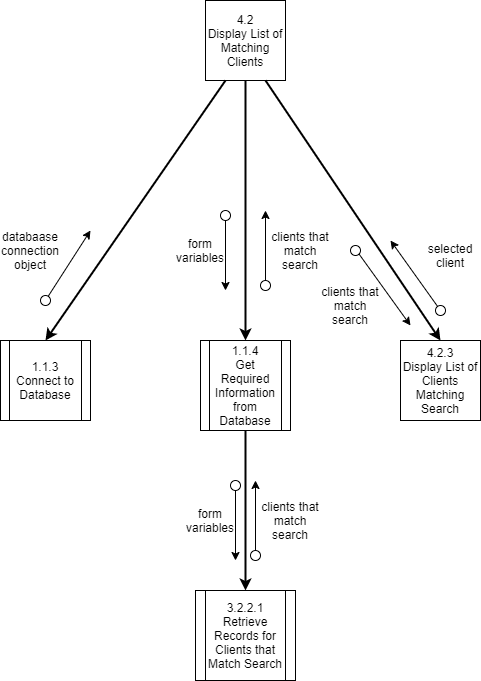 4.2
Display List of
Matching
Clients
databaase
connection
object
form
variables
clients that
match
search
selected
client
clients that
match
search
1.1.3
Connect to
Database
1.1.4
Get
Required
Information
from
Database
4.2.3
Display List of
Clients
Matching
Search
form
variables
clients that
match
search
3.2.2.1
Retrieve
Records for
Clients that
Match Search